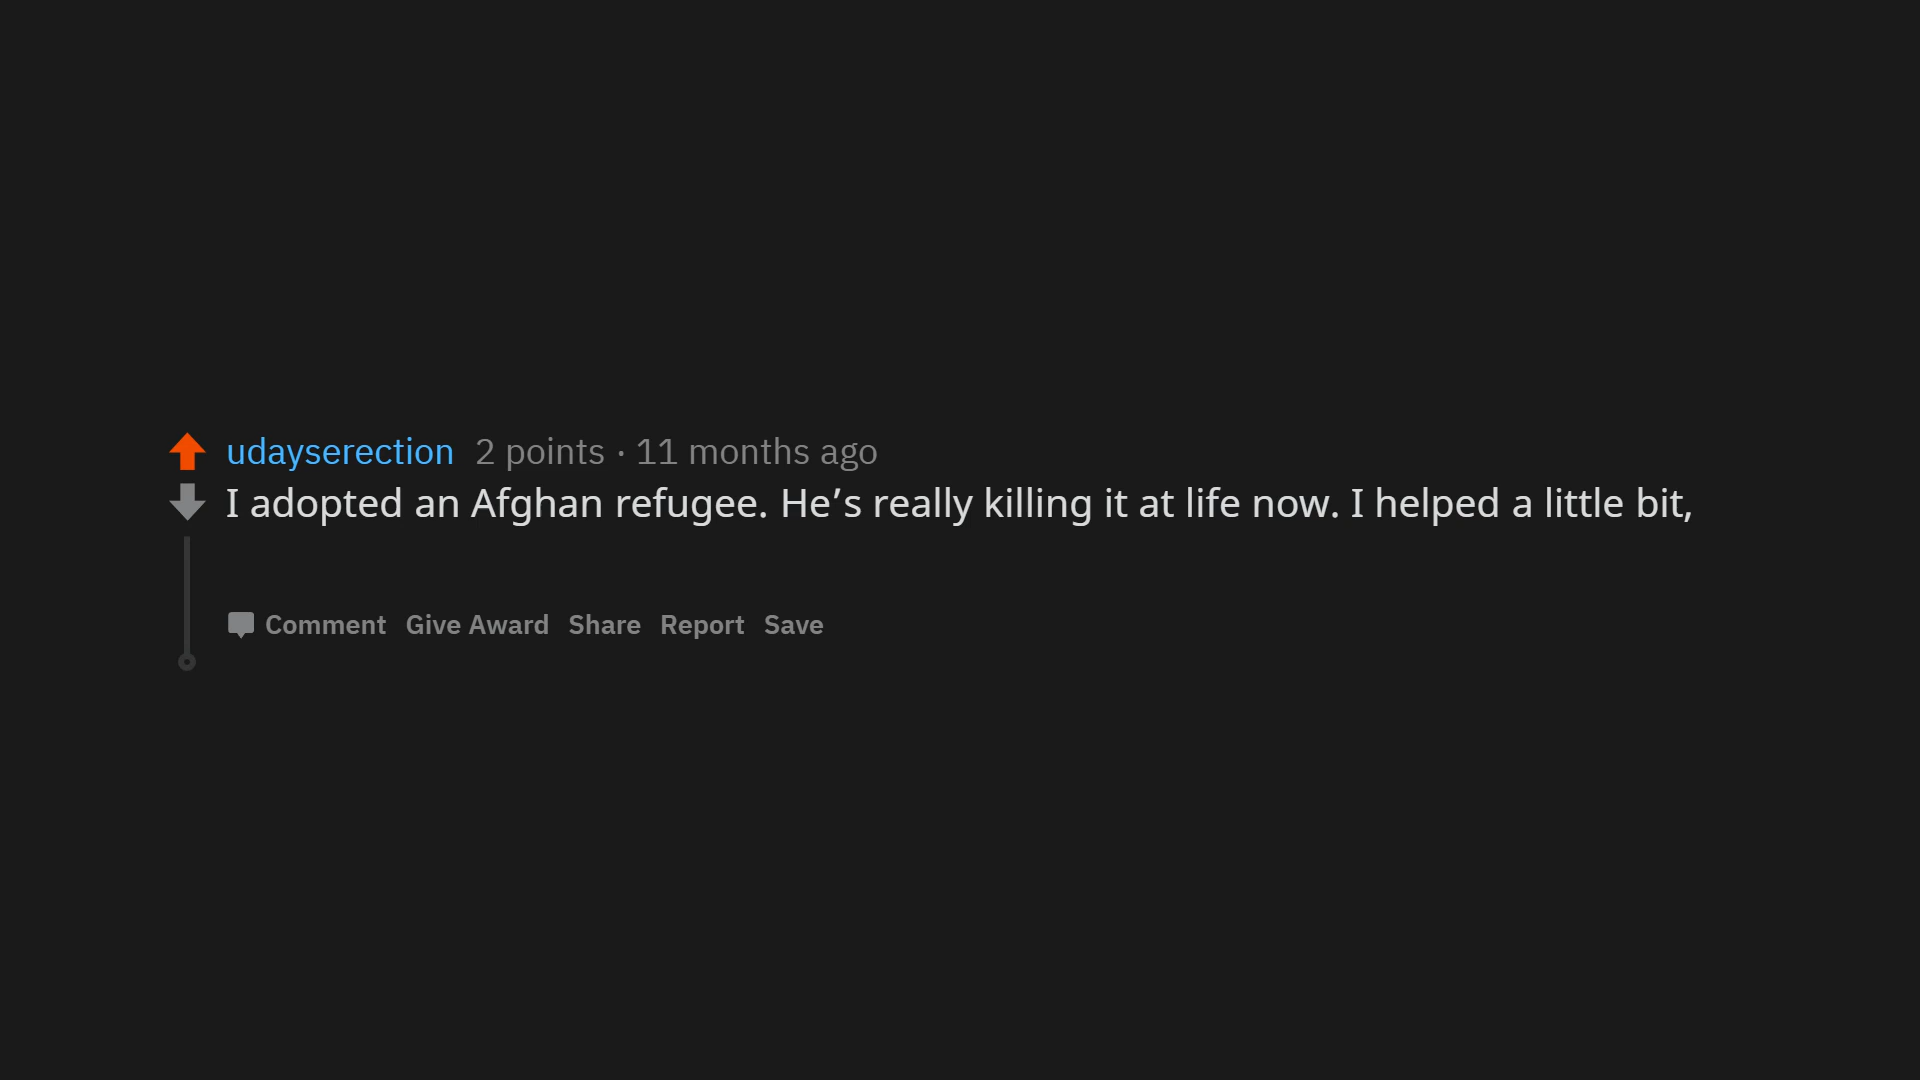 udayserection 2 points · 11 months ago
I adopted an Afghan refugee. He’s really killing it at life now. I helped a little bit,
Comment Give Award Share Report Save